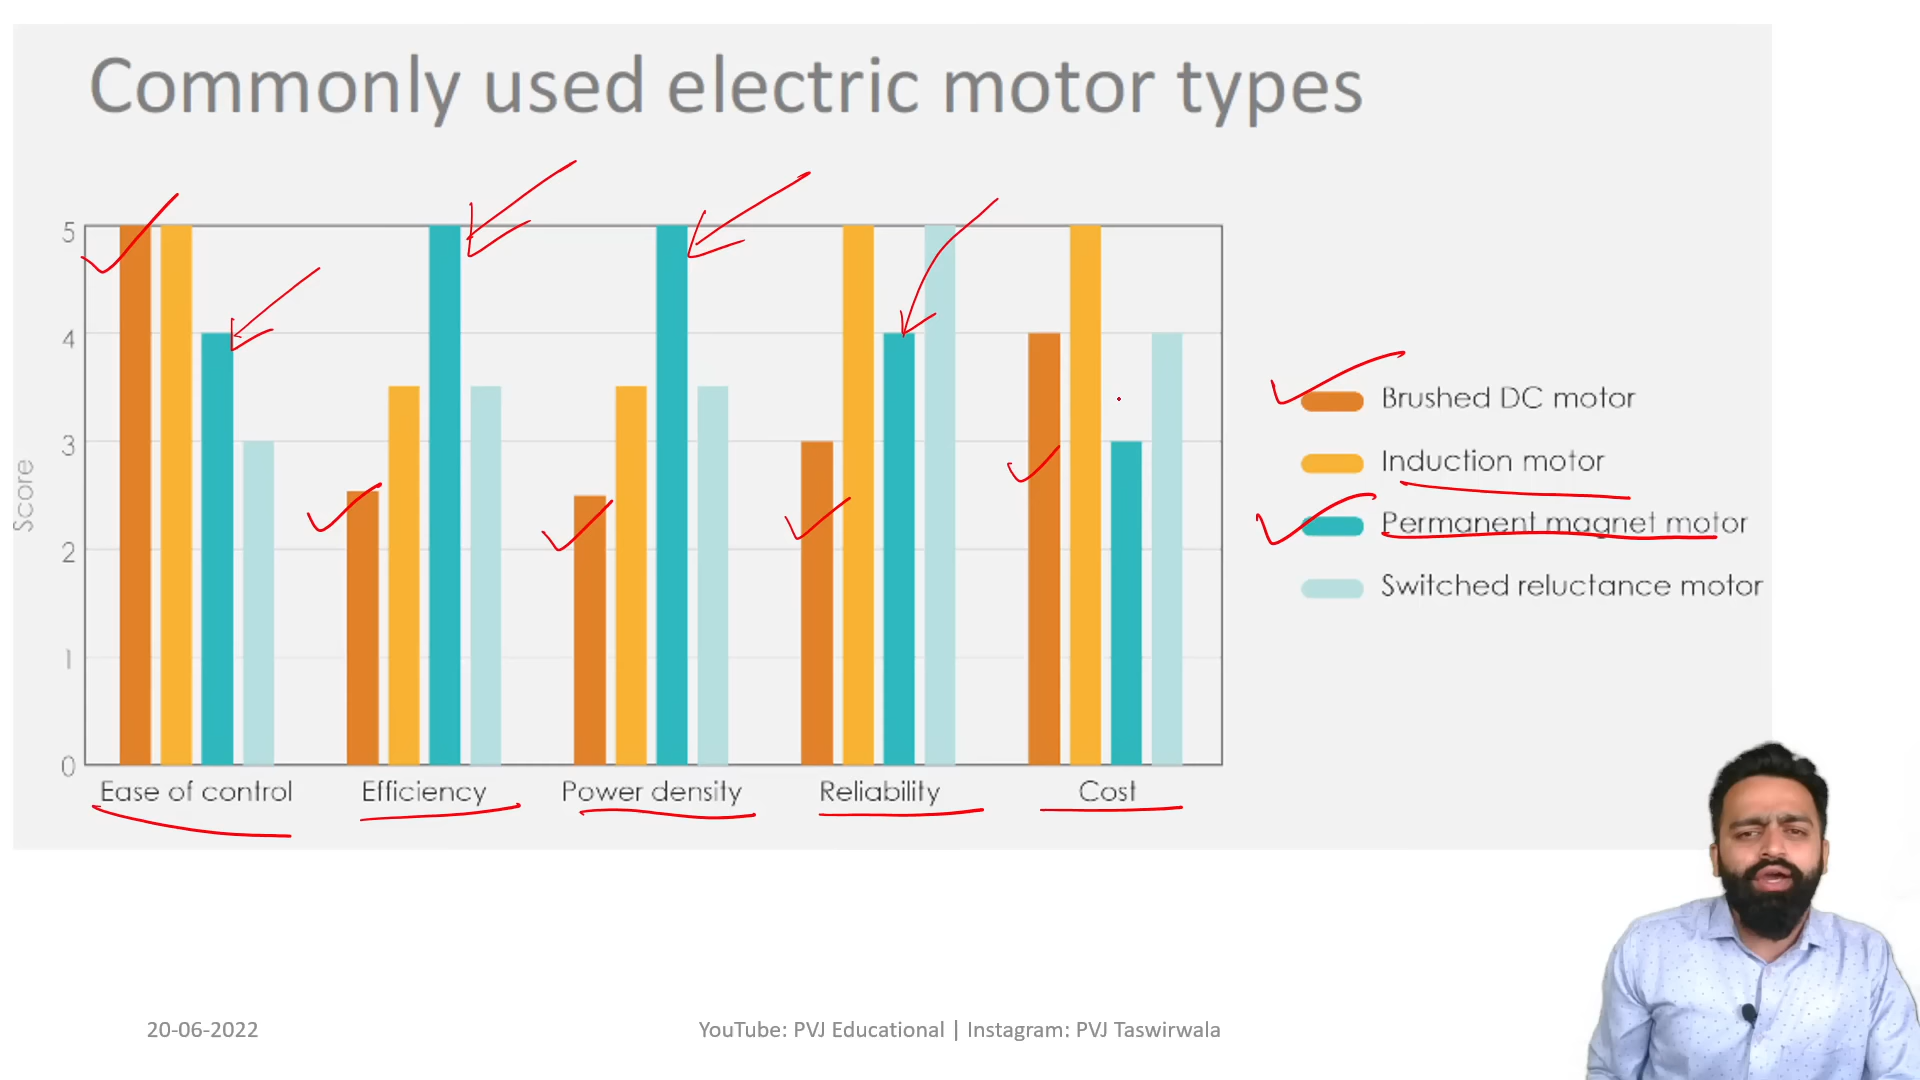 Commonly used electric motor types
5
4
3
2
1
0
Score
Ease of control
Efficiency
Power density
Reliability
Cost
Brushed DC motor
Induction motor
Permanent magnet motor
Switched reluctance motor
20-06-2022
YouTube: PVJ Educational | Instagram: PVJ Taswirwala